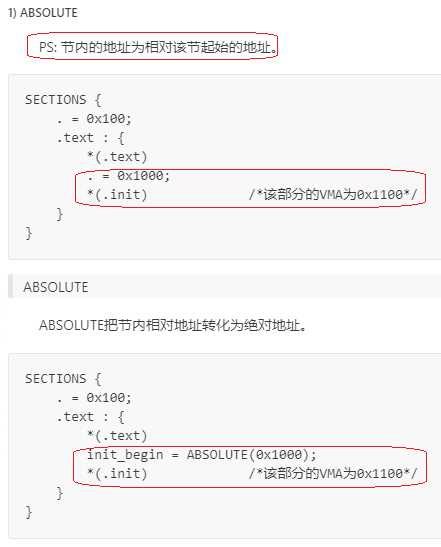 1) ABSOLUTE
PS: 节内的地址为相对该节起始的地址。
SECTIONS {
    . = 0x100;
    .text : {
        *(.text)
        . = 0x1000;
        *(.init)             /*该部分的VMA为0x1100*/
    }
}
ABSOLUTE
ABSOLUTE把节内相对地址转化为绝对地址。
SECTIONS {
    . = 0x100;
    .text : {
        *(.text)
        init_begin = ABSOLUTE(0x1000);
        *(.init)             /*该部分的VMA为0x1100*/
    }
}